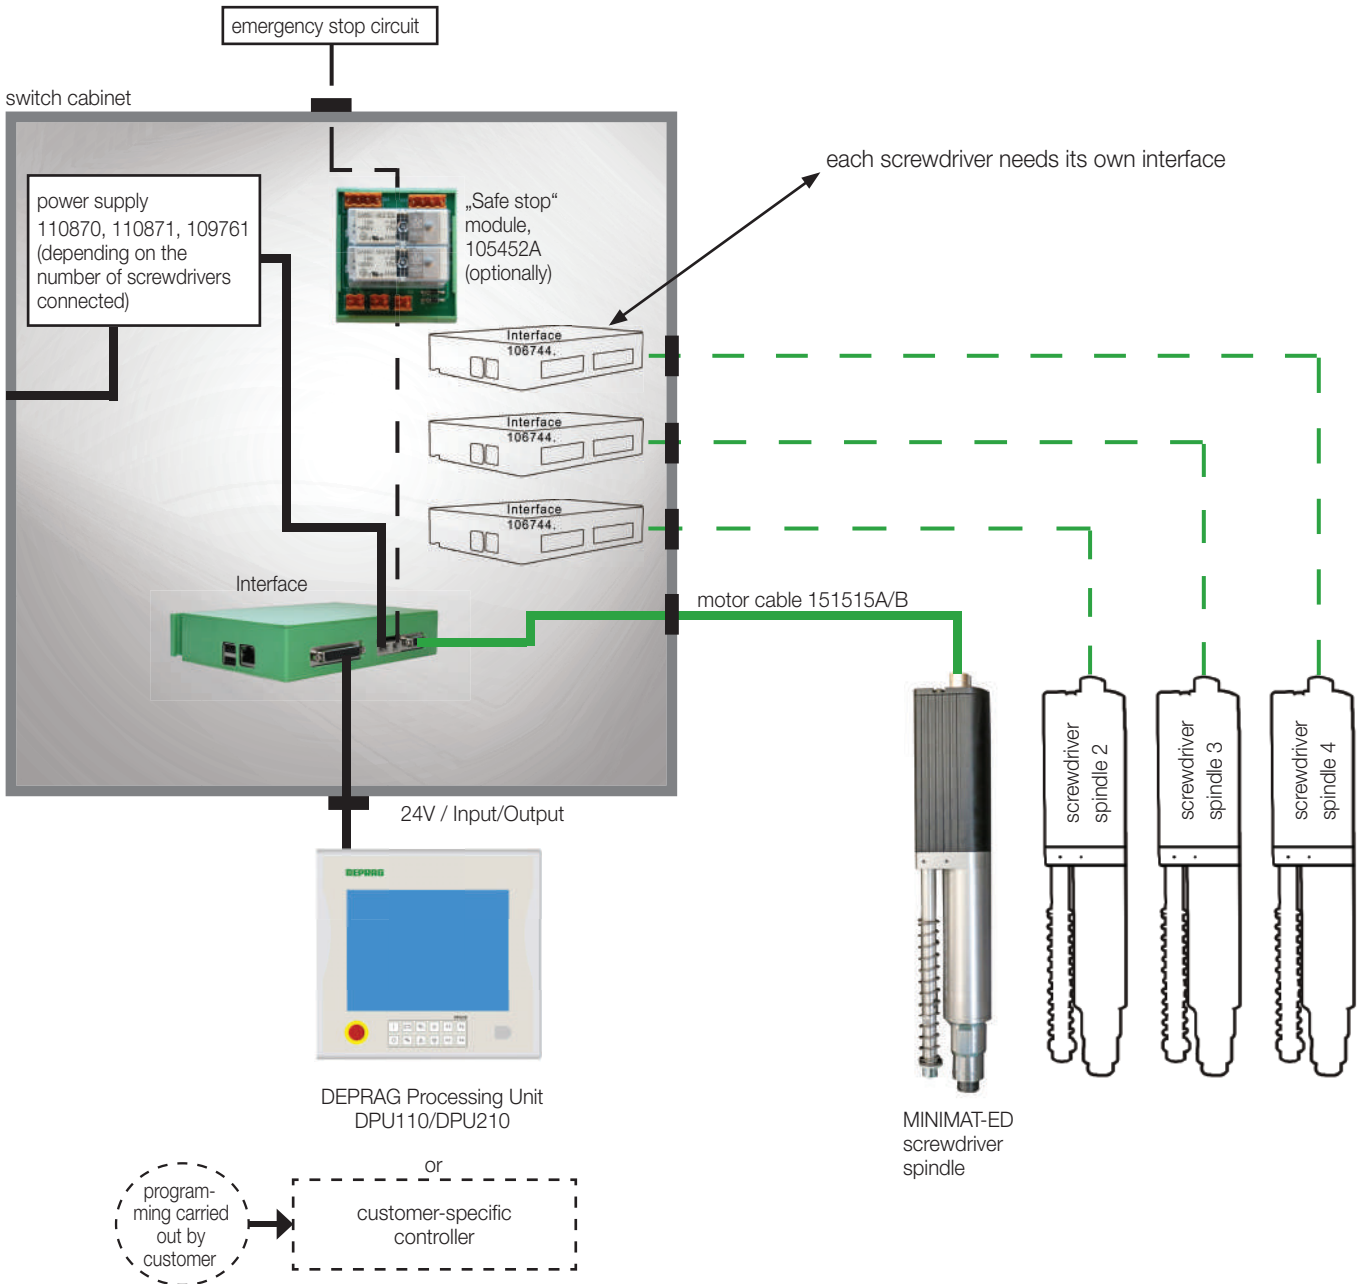 emergency stop circuit
switch cabinet
each screwdriver needs its own interface
power supply
110870, 110871, 109761
(depending on the
number of screwdrivers
connected)
„Safe stop“
module,
105452A
(optionally)
Interface
106744.
Interface
106744.
Interface
106744.
Interface
motor cable 151515A/B
screwdriver
spindle 2
screwdriver
spindle 3
screwdriver
spindle 4
24V / Input/Output
DEPRAG
DEPRAG Processing Unit
DPU110/DPU210
MINIMAT-ED
screwdriver
spindle
or
program-
ming carried
out by
customer
customer-specific
controller